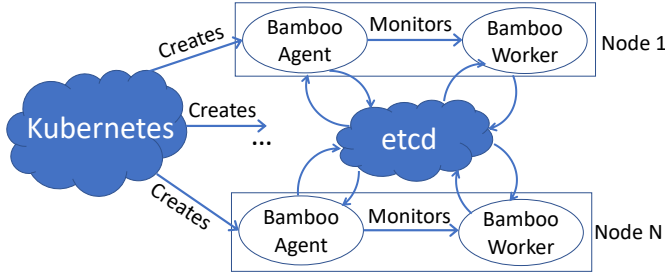 Creates
Bamboo
Agent
Monitors
Bamboo
Worker
Node 1
Kubernetes
Creates
...
etcd
Creates
Bamboo
Agent
Monitors
Bamboo
Worker
Node N